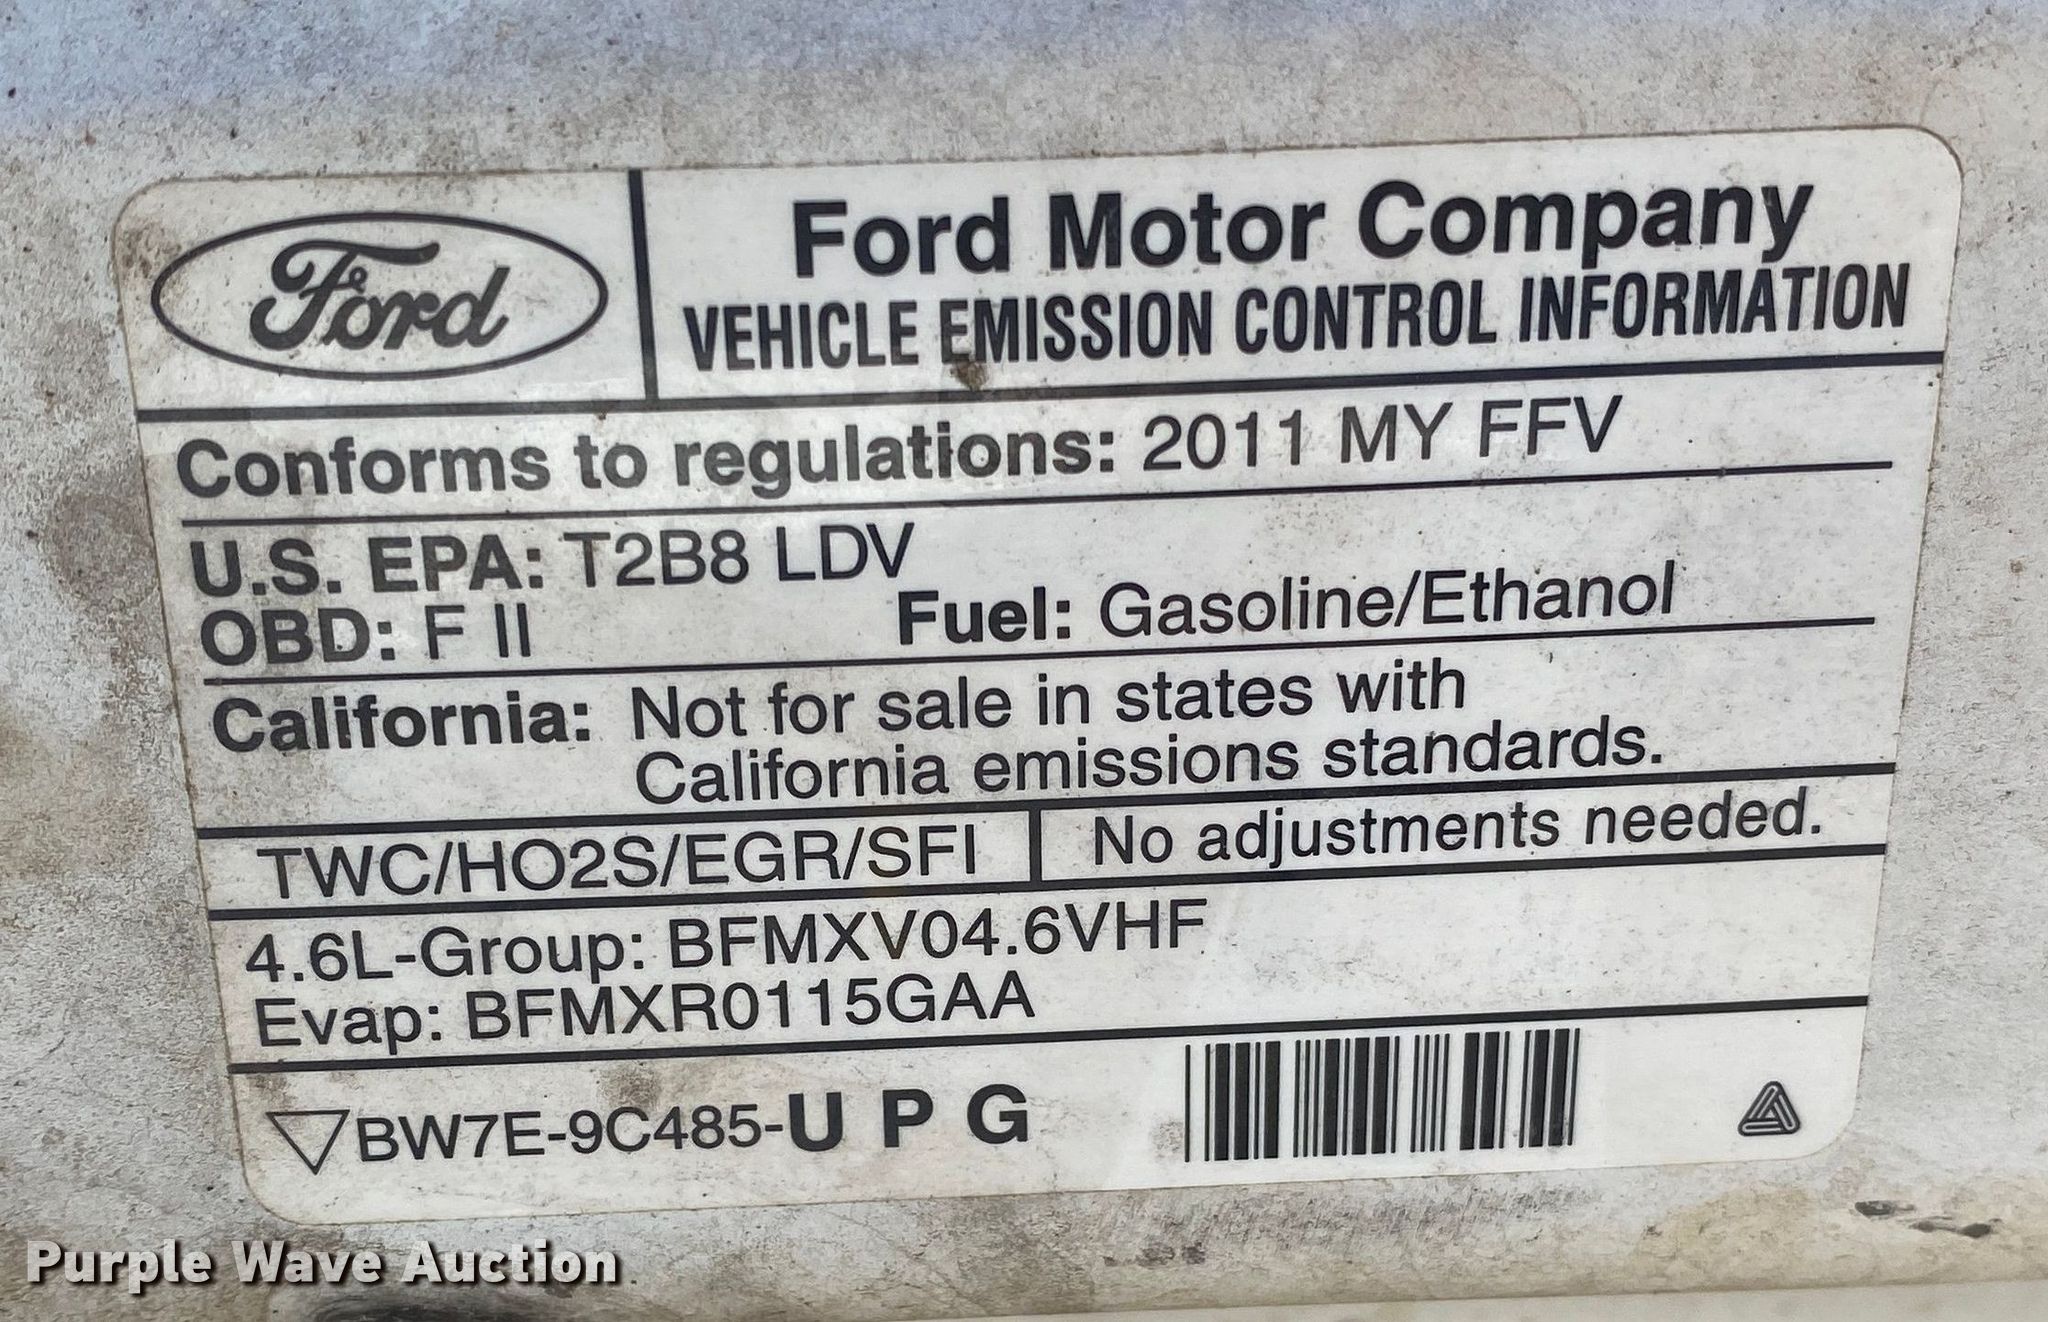 Ford
Ford Motor Company
VEHICLE EMISSION CONTROL INFORMATION
Conforms to regulations: 2011 MY FFV
U.S. EPA: T2B8 LDV
OBD: F II Fuel: Gasoline/Ethanol
California: Not for sale in states with
California emissions standards.
TWC/HO2S/EGR/SFI No adjustments needed.
4.6L-Group: BFMXV04.6VHF
Evap: BFMXR0115GAA
BW7E-9C485-U P G
Purple Wave Auction